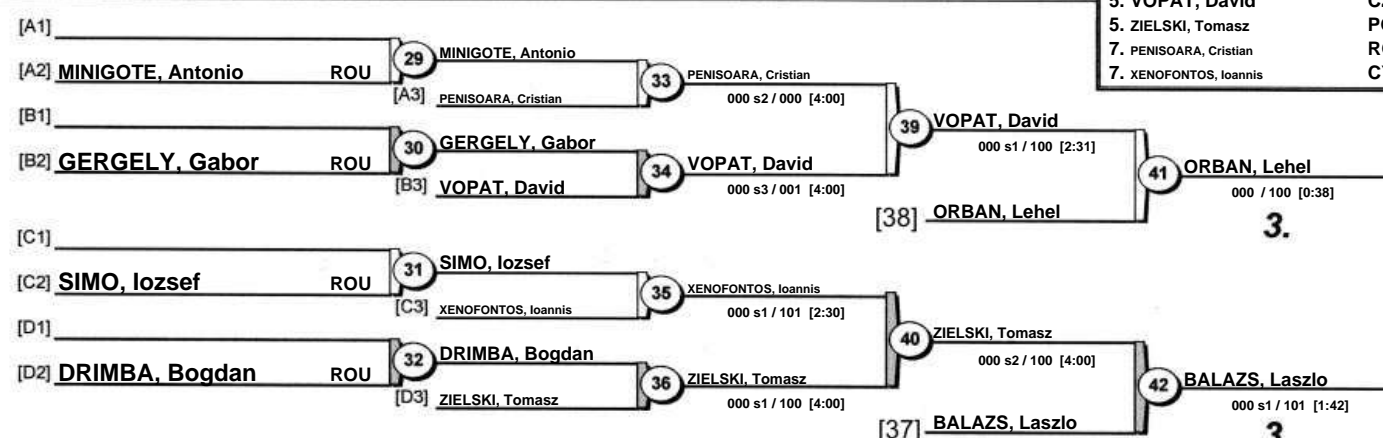 5. VOPAT, David
5. ZIELSKI, Tomasz
7. PENISOARA, Cristian
7. XENOFONTOS, Ioannis
[A1]
[A2] MINIGOTE, Antonio ROU 29 MINIGOTE, Antonio
[A3] PENISOARA, Cristian 33 PENISOARA, Cristian
000 s2 / 000 [4:00]
[B1]
[B2] GERGELY, Gabor ROU 30 GERGELY, Gabor
[B3] VOPAT, David 34 VOPAT, David
000 s3 / 001 [4:00]
39 VOPAT, David
000 s1 / 100 [2:31]
[38] ORBAN, Lehel
41 ORBAN, Lehel
000 / 100 [0:38]
3.
[C1]
[C2] SIMO, Iozsef ROU 31 SIMO, Iozsef
[C3] XENOFONTOS, Ioannis 35 XENOFONTOS, Ioannis
000 s1 / 101 [2:30]
[D1]
[D2] DRIMBA, Bogdan ROU 32 DRIMBA, Bogdan
[D3] ZIELSKI, Tomasz 36 ZIELSKI, Tomasz
000 s1 / 100 [4:00]
40 ZIELSKI, Tomasz
000 s2 / 100 [4:00]
[37] BALAZS, Laszlo
42 BALAZS, Laszlo
000 s1 / 101 [1:42]
3